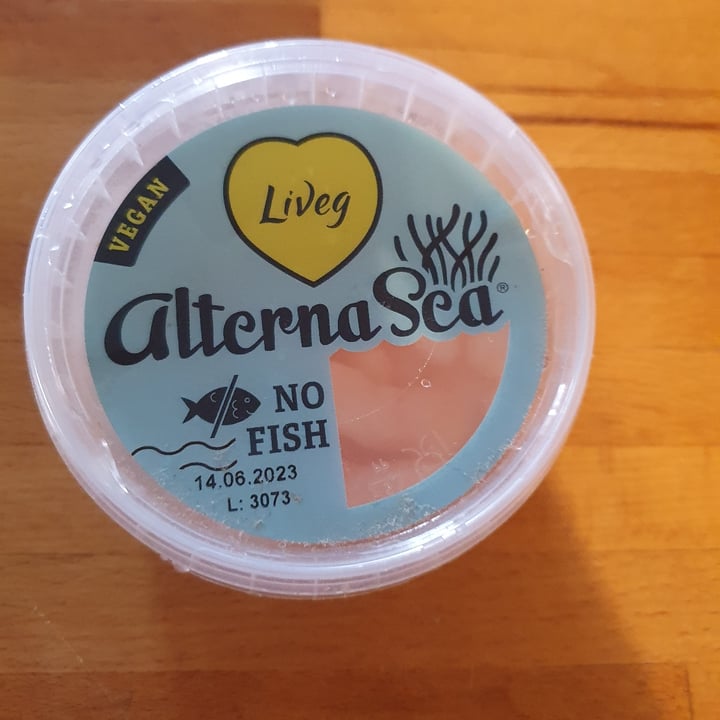 VEGAN
Liveg
alternaSea®
NO
FISH
14.06.2023
L: 3073